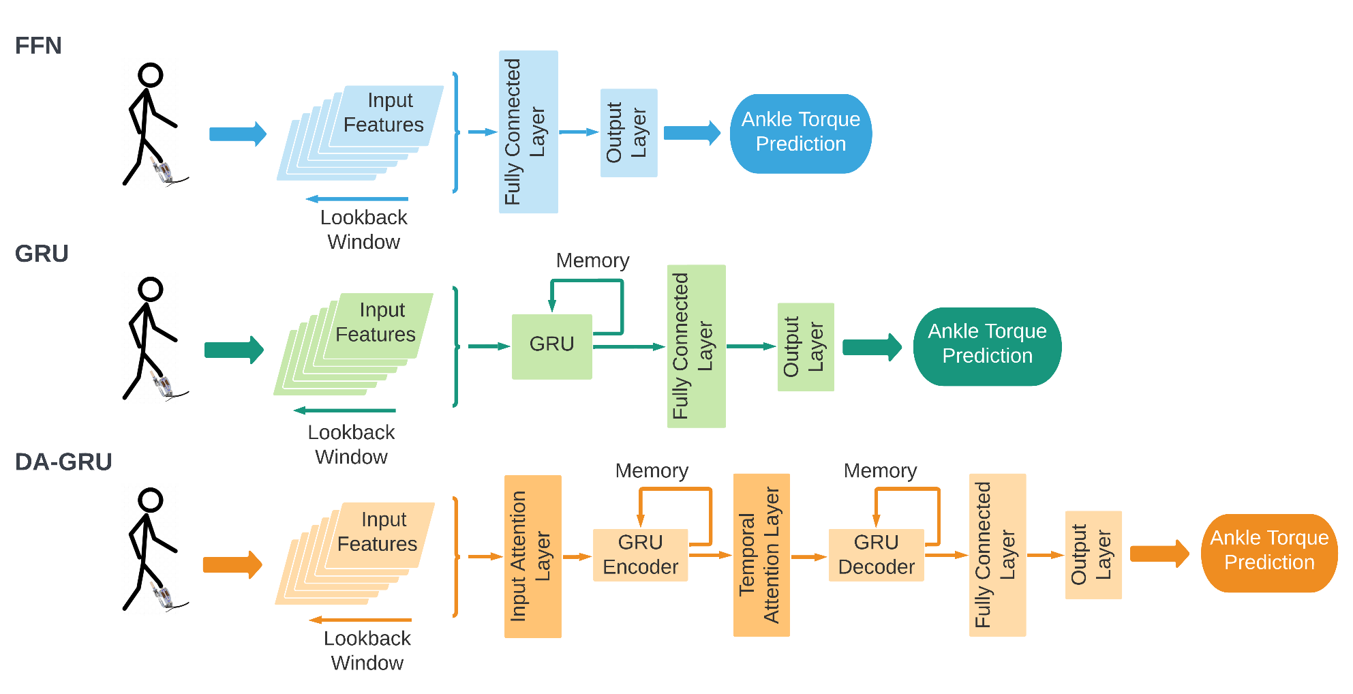 FFN
Input
Features
Lookback
Window
Fully Connected
Layer
Output
Layer
Ankle Torque
Prediction
GRU
Input
Features
Lookback
Window
Memory
GRU
Fully Connected
Layer
Output
Layer
Ankle Torque
Prediction
DA-GRU
Input
Features
Lookback
Window
Input Attention
Layer
Memory
GRU
Encoder
Temporal
Attention Layer
Memory
GRU
Decoder
Fully Connected
Layer
Output
Layer
Ankle Torque
Prediction